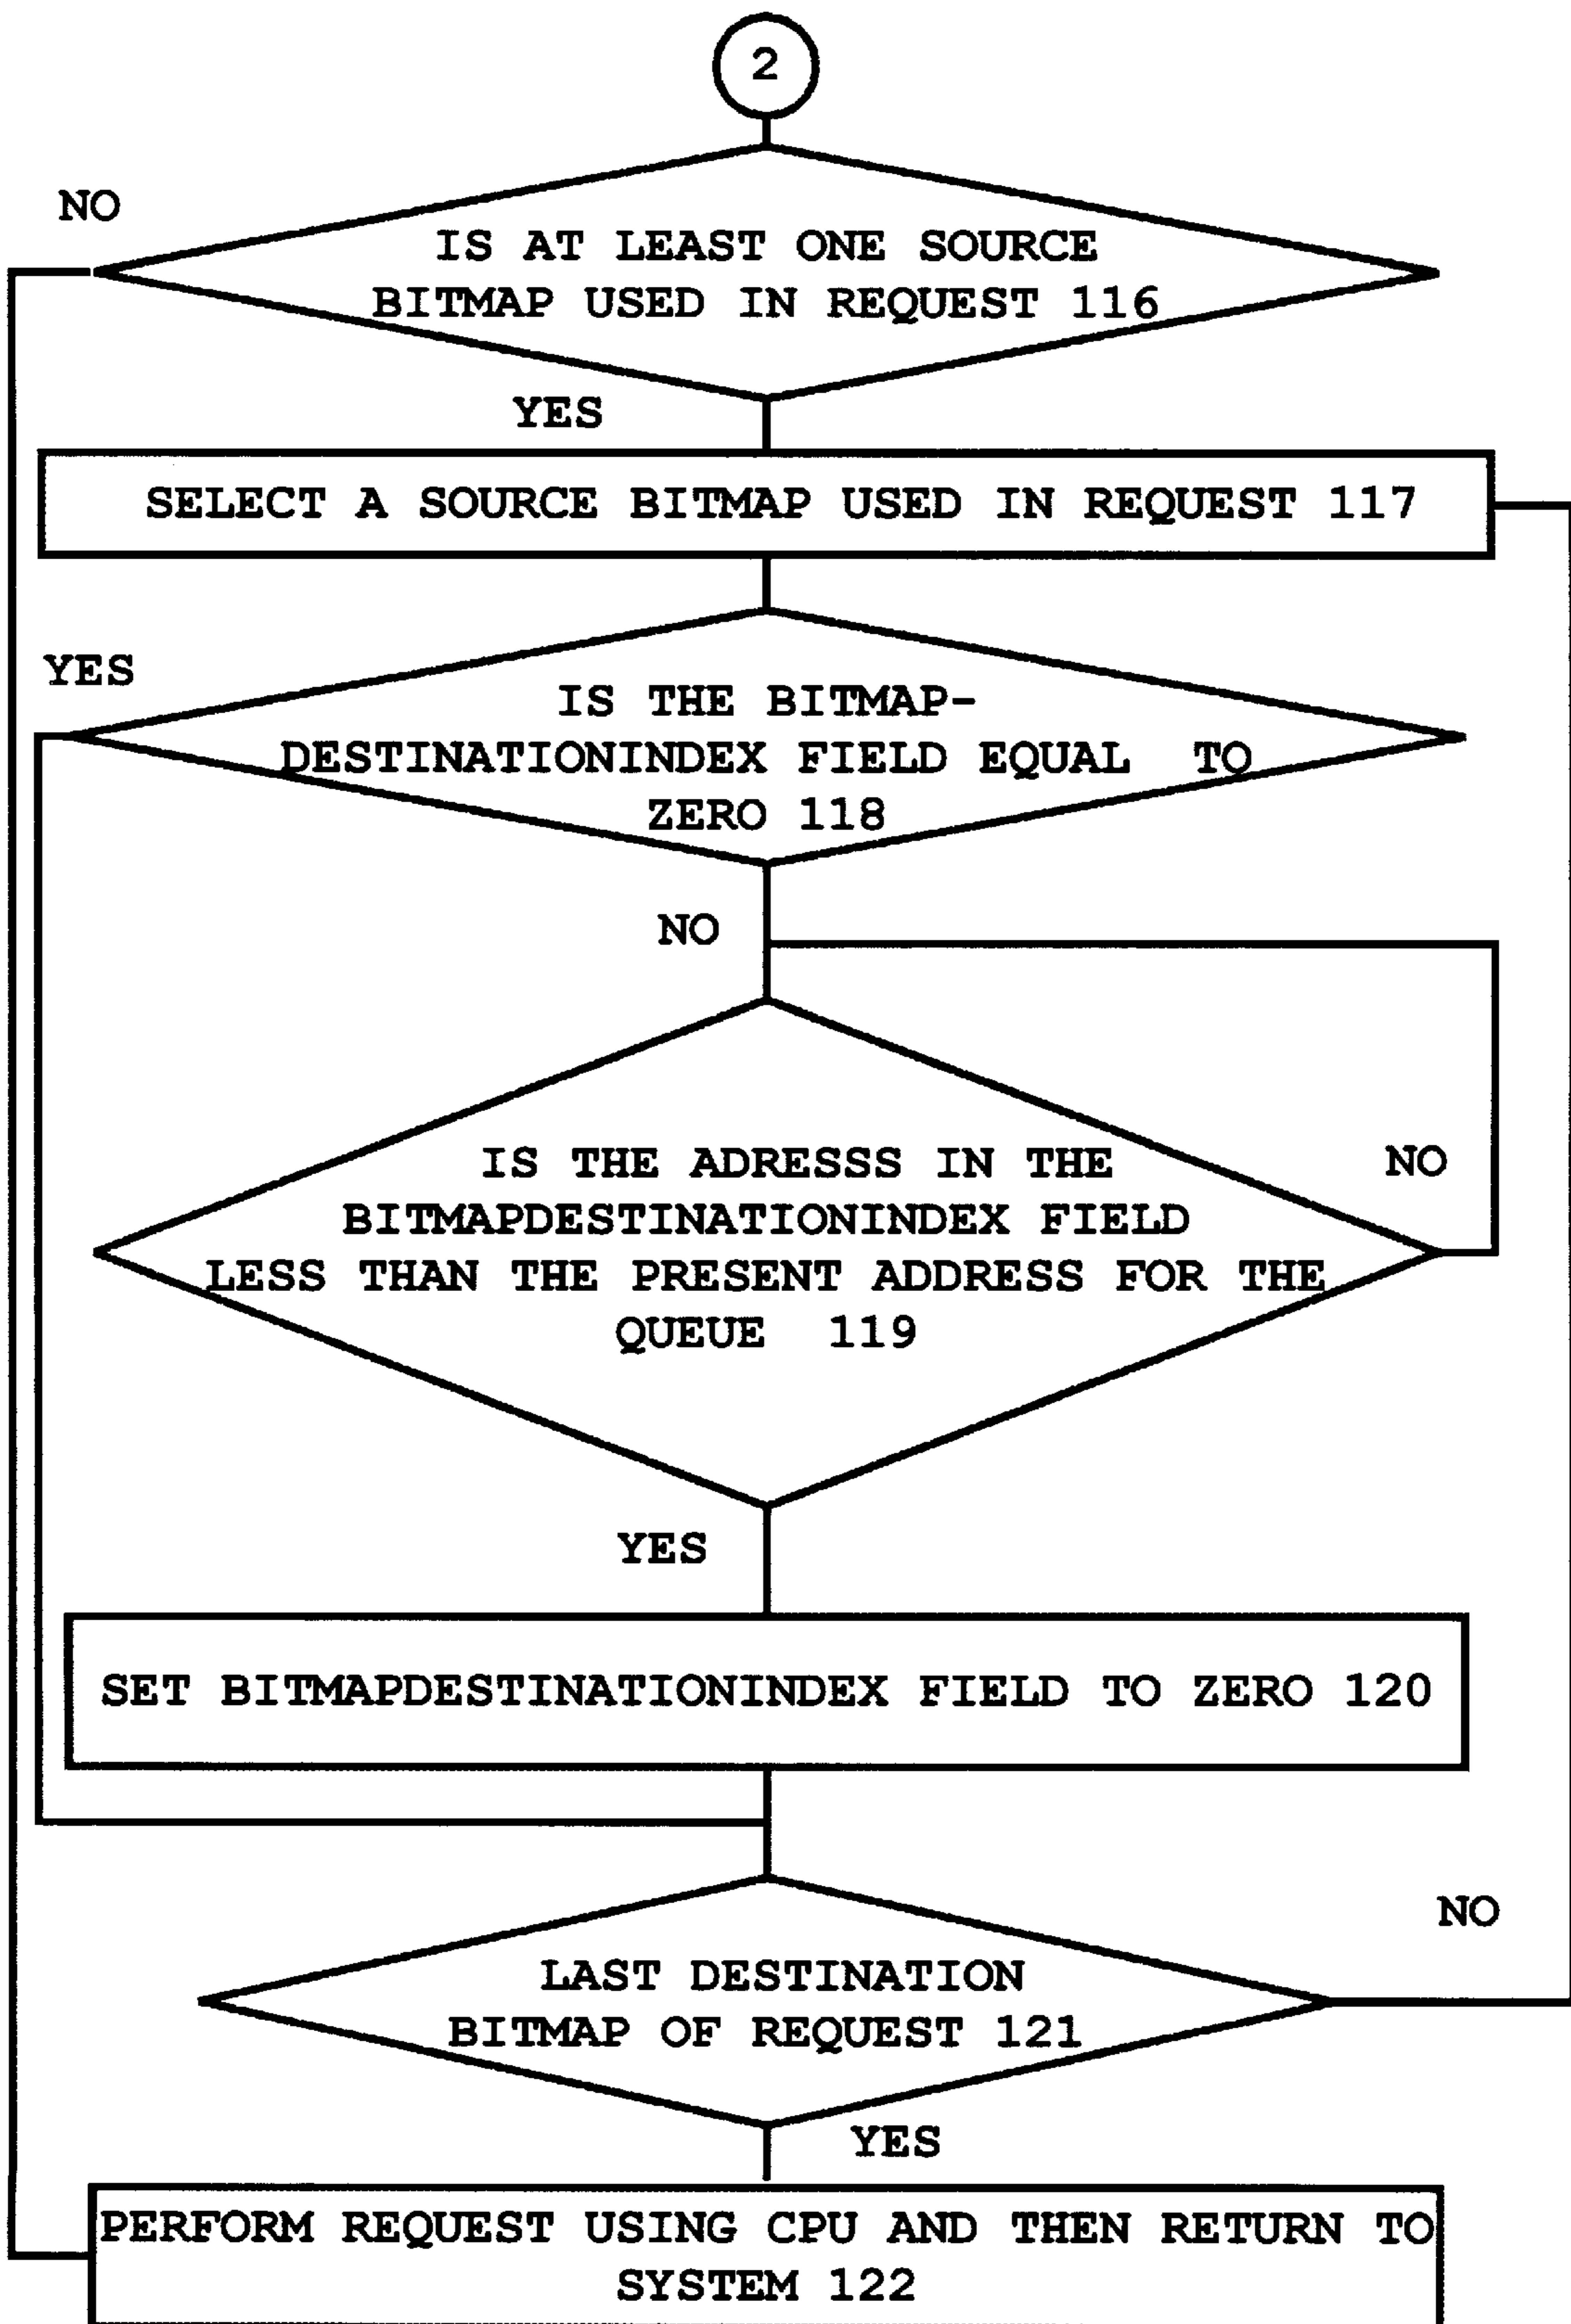 2
NO
IS AT LEAST ONE SOURCE
BITMAP USED IN REQUEST 116
YES
SELECT A SOURCE BITMAP USED IN REQUEST 117
YES
IS THE BITMAP-
DESTINATIONINDEX FIELD EQUAL TO
ZERO 118
NO
IS THE ADRESSS IN THE
NO
BITMAPDESTINATIONINDEX FIELD
LESS THAN THE PRESENT ADDRESS FOR THE
QUEUE 119
YES
SET BITMAPDESTINATIONINDEX FIELD TO ZERO 120
NO
LAST DESTINATION
BITMAP OF REQUEST 121
YES
PERFORM REQUEST USING CPU AND THEN RETURN TO
SYSTEM 122